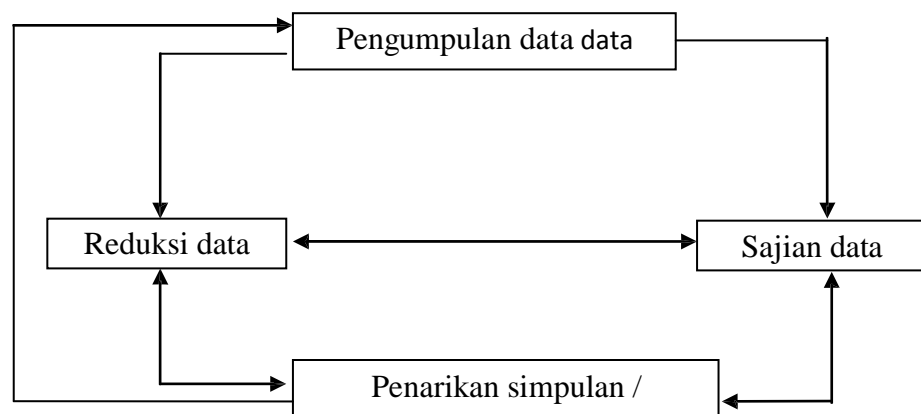 Pengumpulan data data
Reduksi data
Sajian data
Penarikan simpulan /